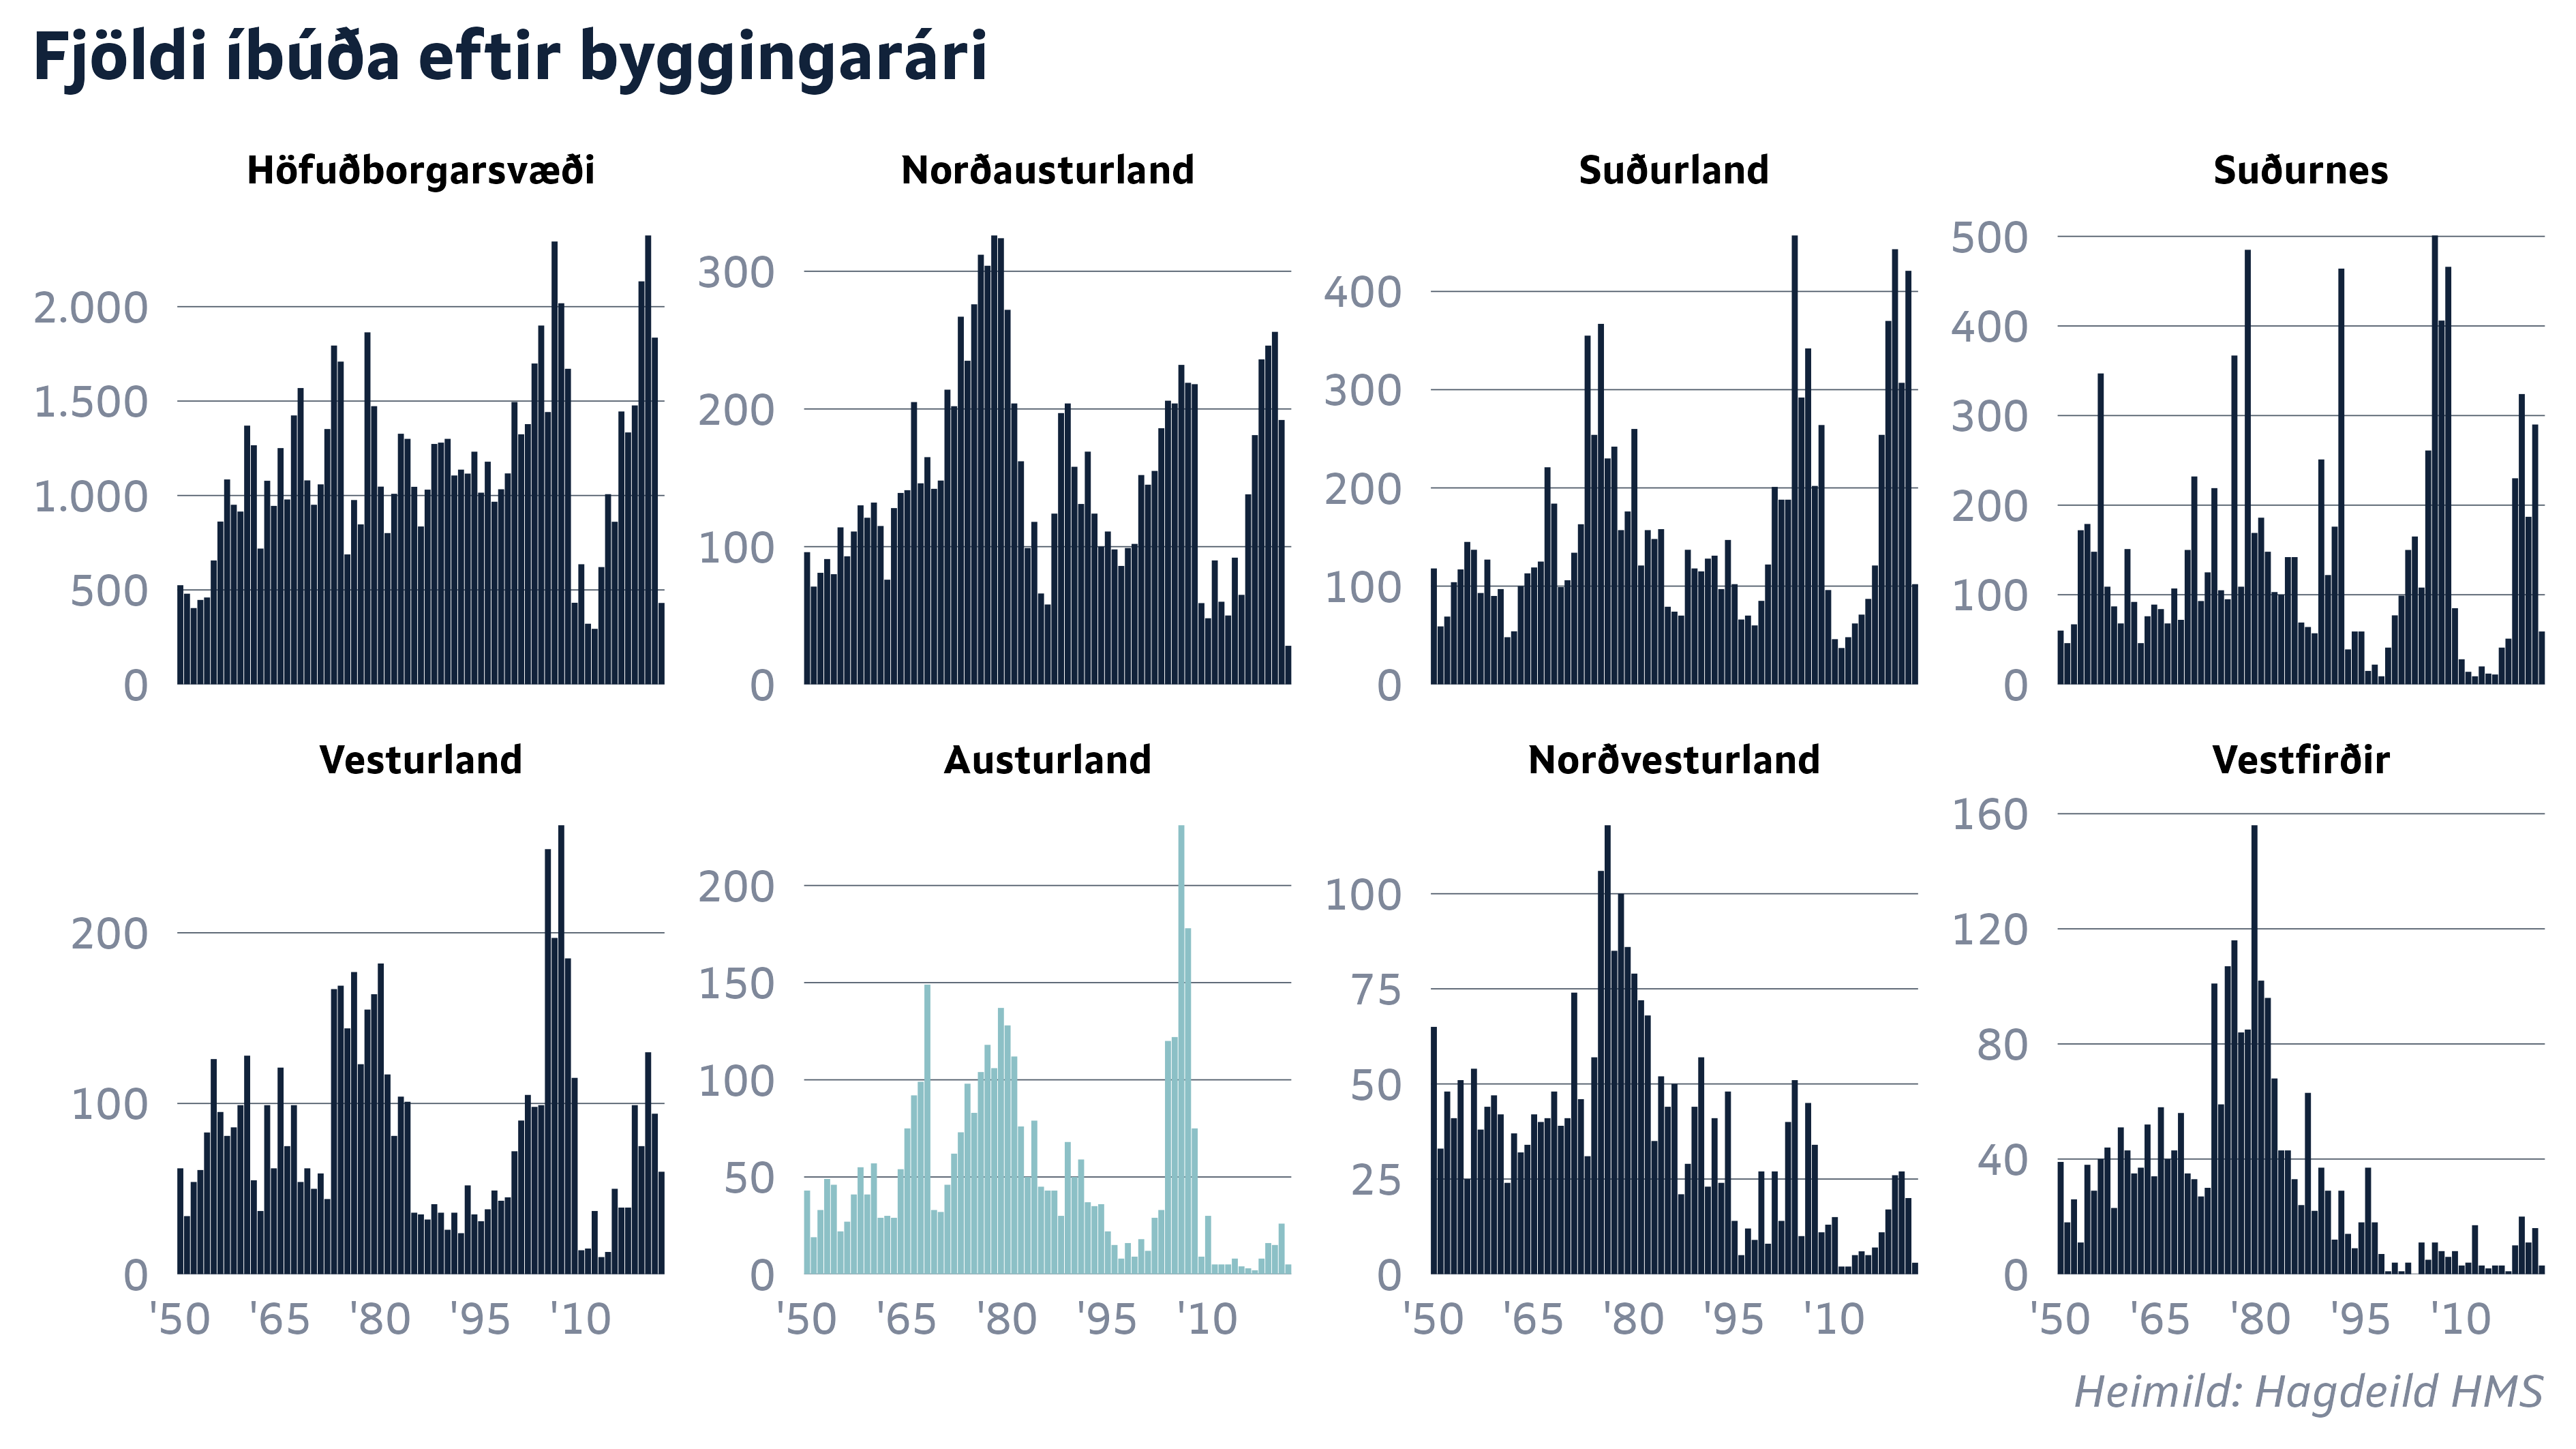 Fjöldi íbúða eftir byggingarári
Höfuðborgarsvæði
2.000
1.500
1.000
500
0
Norðausturland
300
200
100
0
Suðurland
400
300
200
100
0
Suðurnes
500
400
300
200
100
0
Vesturland
200
100
0
'50 '65 '80 '95 '10
Austurland
200
150
100
50
0
'50 '65 '80 '95 '10
Norðvesturland
100
75
50
25
0
'50 '65 '80 '95 '10
Vestfirðir
160
120
80
40
0
'50 '65 '80 '95 '10
Heimild: Hagdeild HMS